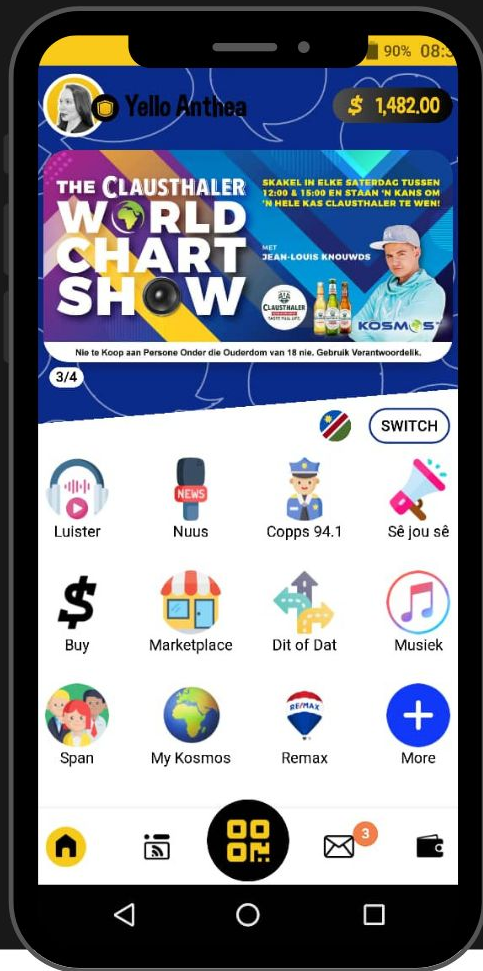 90% 08:3
Yello Anthea
$ 1,482.00
THE CLAUSTHALER
WORLD
CHART
SHOW
SKAKEL IN ELKE SATERDAG TUSSEN
12:00 & 15:00 EN STAAN 'N KANS OM
'N HELE KAS CLAUSTHALER TE WEN!
MET
JEAN-LOUIS KNOUWDS
CLAUSTHALER
KOSMOS
Nie te Koop aan Persone Onder die Ouderdom van 18 nie. Gebruik Verantwoordelik.
3/4
SWITCH
NEWS
Luister
Nuus
Copps 94.1
Sê jou sê
$
RE/MAX
Buy
Marketplace
Dit of Dat
Musiek
Span
My Kosmos
Remax
More
3